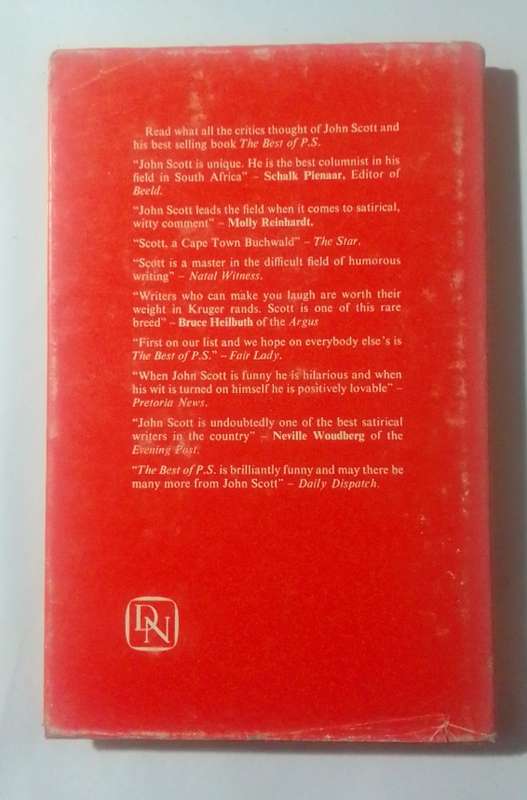 Read what all the critics thought of John Scott and
his best selling book The Best of P.S.
“John Scott is unique. He is the best columnist in his
field in South Africa” – Schalk Pienaar, Editor of
Beeld.
“John Scott leads the field when it comes to satirical,
witty comment” – Molly Reinhardt.
“Scott, a Cape Town Buchwald” – The Star.
“Scott is a master in the difficult field of humorous
writing” – Natal Witness.
“Writers who can make you laugh are worth their
weight in Kruger rands. Scott is one of this rare
breed” – Bruce Heilbuth of the Argus
“First on our list and we hope on everybody else's is
The Best of P.S.” – Fair Lady.
“When John Scott is funny he is hilarious and when
his wit is turned on himself he is positively lovable” –
Pretoria News.
“John Scott is undoubtedly one of the best satirical
writers in the country” – Neville Woudberg of the
Evening Post.
“The Best of P.S. is brilliantly funny and may there be
many more from John Scott” – Daily Dispatch.
DN